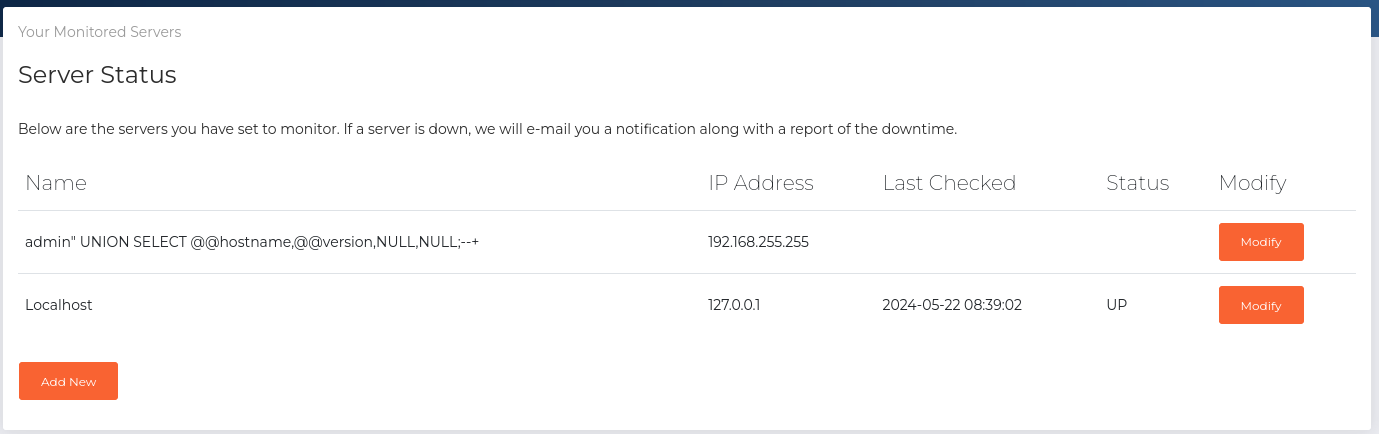 Your Monitored Servers
Server Status
Below are the servers you have set to monitor. If a server is down, we will e-mail you a notification along with a report of the downtime.
Name IP Address Last Checked Status Modify
admin" UNION SELECT @@hostname,@@version,NULL,NULL;--+ 192.168.255.255 Modify
Localhost 127.0.0.1 2024-05-22 08:39:02 UP Modify
Add New